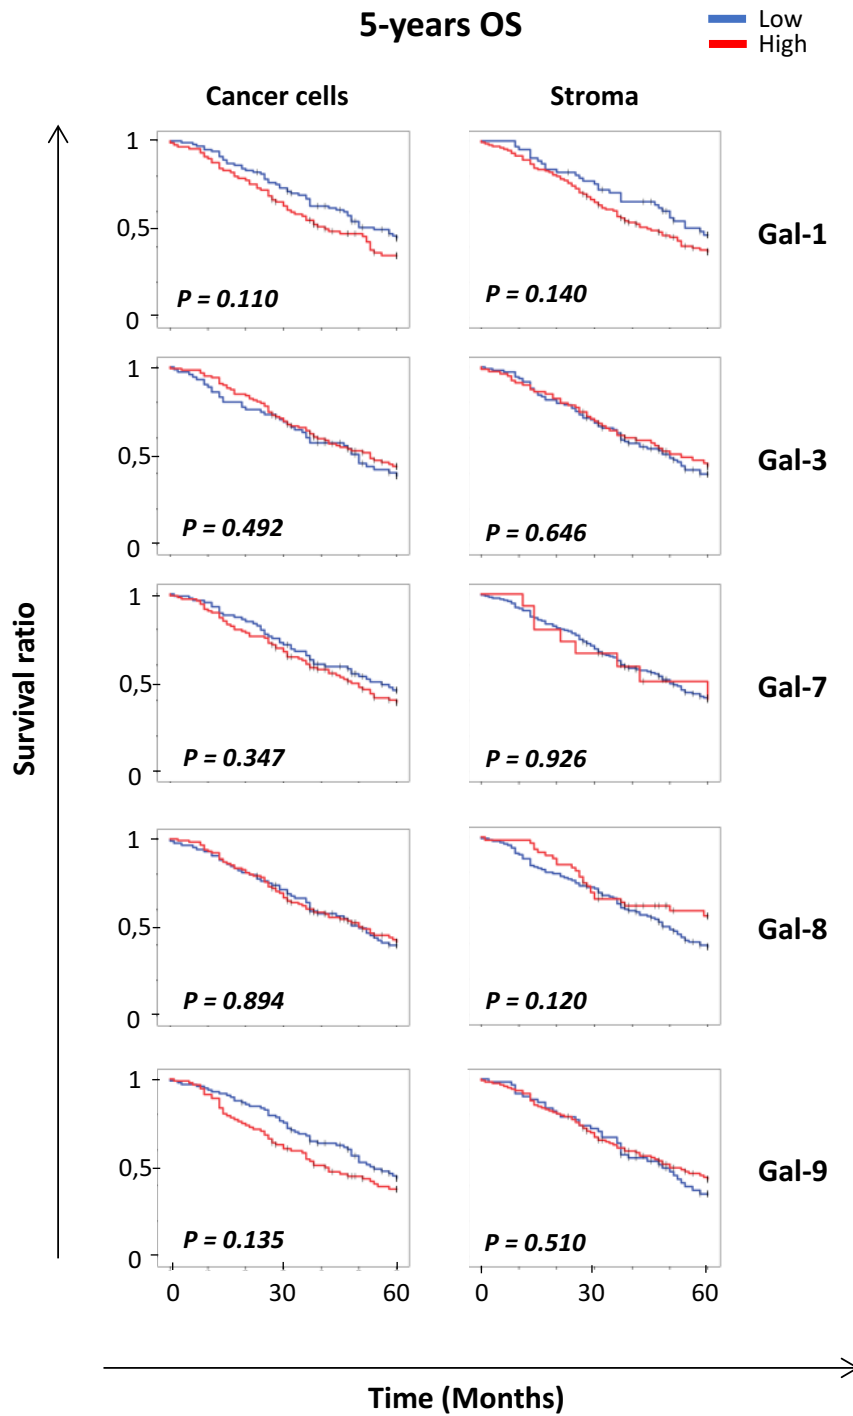 5-years OS
Low
High
Cancer cells
Stroma
1
0,5
0
P = 0.110
P = 0.140
Gal-1
1
0,5
0
P = 0.492
P = 0.646
Gal-3
1
0,5
0
P = 0.347
P = 0.926
Gal-7
1
0,5
0
P = 0.894
P = 0.120
Gal-8
1
0,5
0
P = 0.135
P = 0.510
Gal-9
0
30
60
0
30
60
Survival ratio
Time (Months)